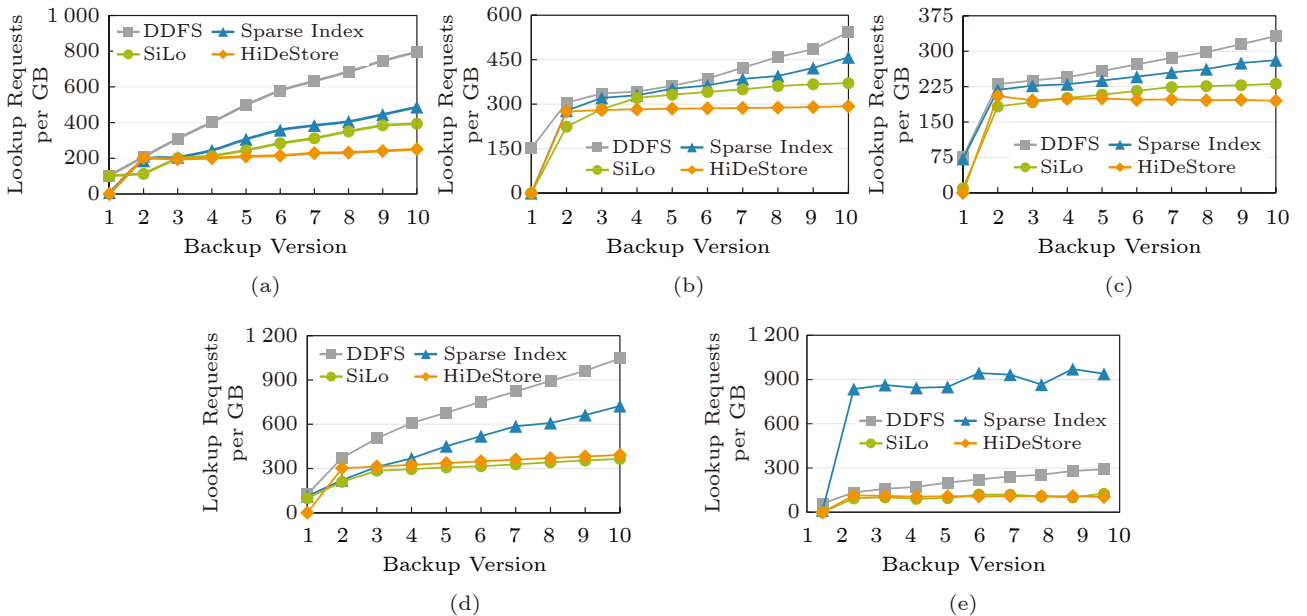 1 000
800
600
400
200
0
Lookup Requests
per GB
DDFS
Sparse Index
SiLo
HiDeStore
1 2 3 4 5 6 7 8 9 10
Backup Version
(a)
600
450
300
150
0
Lookup Requests
per GB
DDFS
Sparse Index
SiLo
HiDeStore
1 2 3 4 5 6 7 8 9 10
Backup Version
(b)
375
300
225
150
75
0
Lookup Requests
per GB
DDFS
Sparse Index
SiLo
HiDeStore
1 2 3 4 5 6 7 8 9 10
Backup Version
(c)
1 200
900
600
300
0
Lookup Requests
per GB
DDFS
Sparse Index
SiLo
HiDeStore
1 2 3 4 5 6 7 8 9 10
Backup Version
(d)
1 200
900
600
300
0
Lookup Requests
per GB
DDFS
Sparse Index
SiLo
HiDeStore
1 2 3 4 5 6 7 8 9 10
Backup Version
(e)